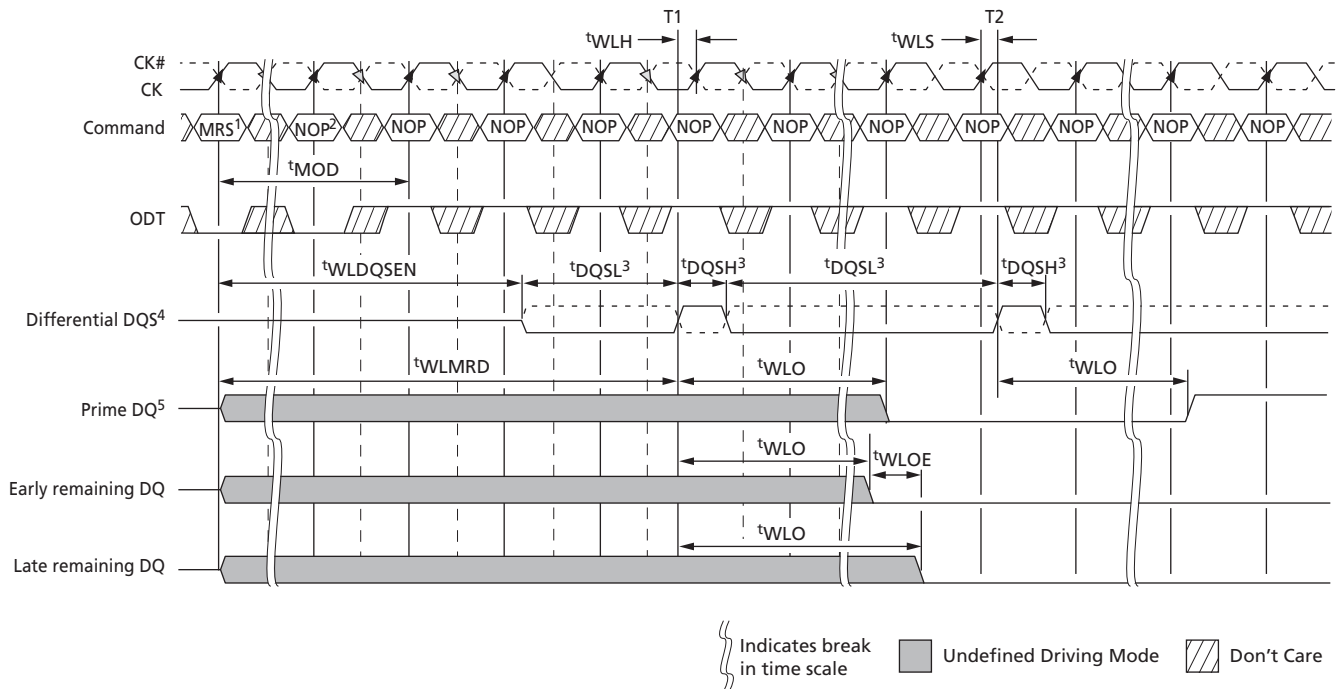 T1 T2
tWLH tWLS
CK#
CK
Command MRS1 NOP2 NOP NOP NOP NOP NOP NOP NOP NOP NOP NOP
tMOD
ODT
tWLDQSEN tDQSL3 tDQSH3 tDQSL3 tDQSH3
Differential DQS4
tWLMRD tWLO tWLO
Prime DQ5
tWLO tWLOE
Early remaining DQ
tWLO
Late remaining DQ
Indicates break
in time scale
Undefined Driving Mode
Don't Care